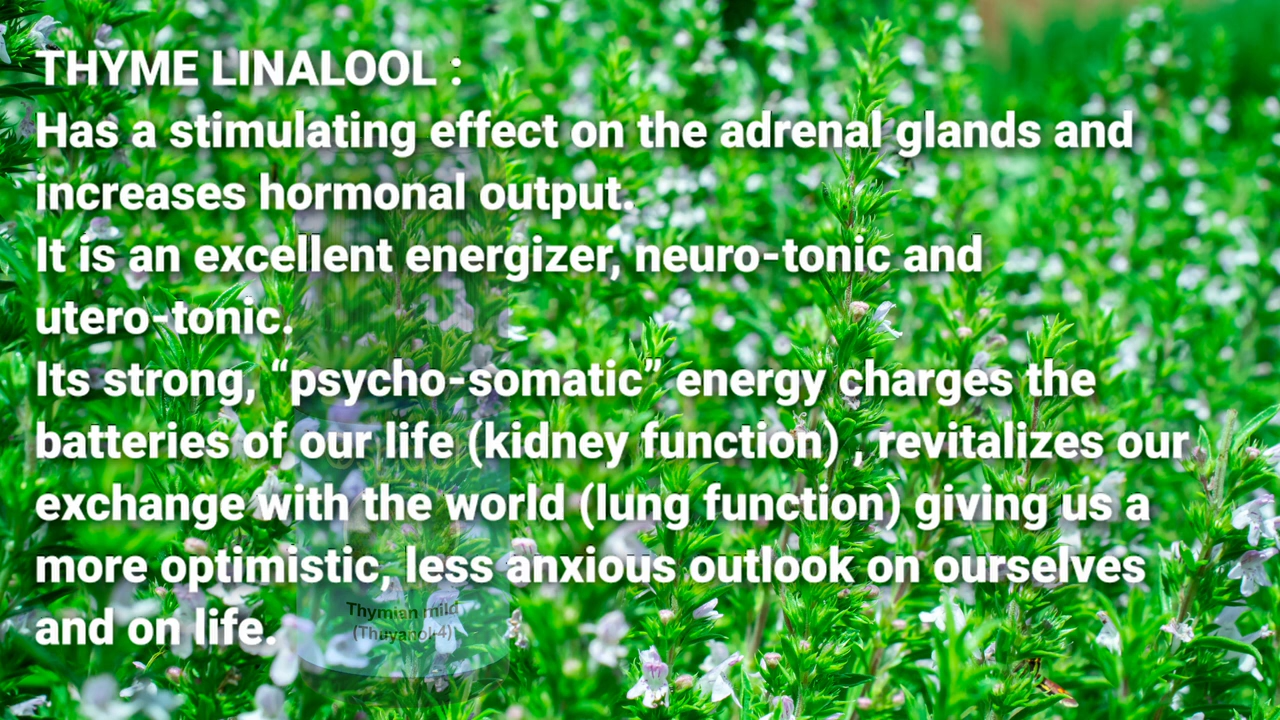 THYME LINALOOL :
Has a stimulating effect on the adrenal glands and
increases hormonal output.
It is an excellent energizer, neuro-tonic and
utero-tonic.
Its strong, “psycho-somatic” energy charges the
batteries of our life (kidney function) , revitalizes our
exchange with the world (lung function) giving us a
more optimistic, less anxious outlook on ourselves
and on life.
Thymian mild
(Thuyanol-4)